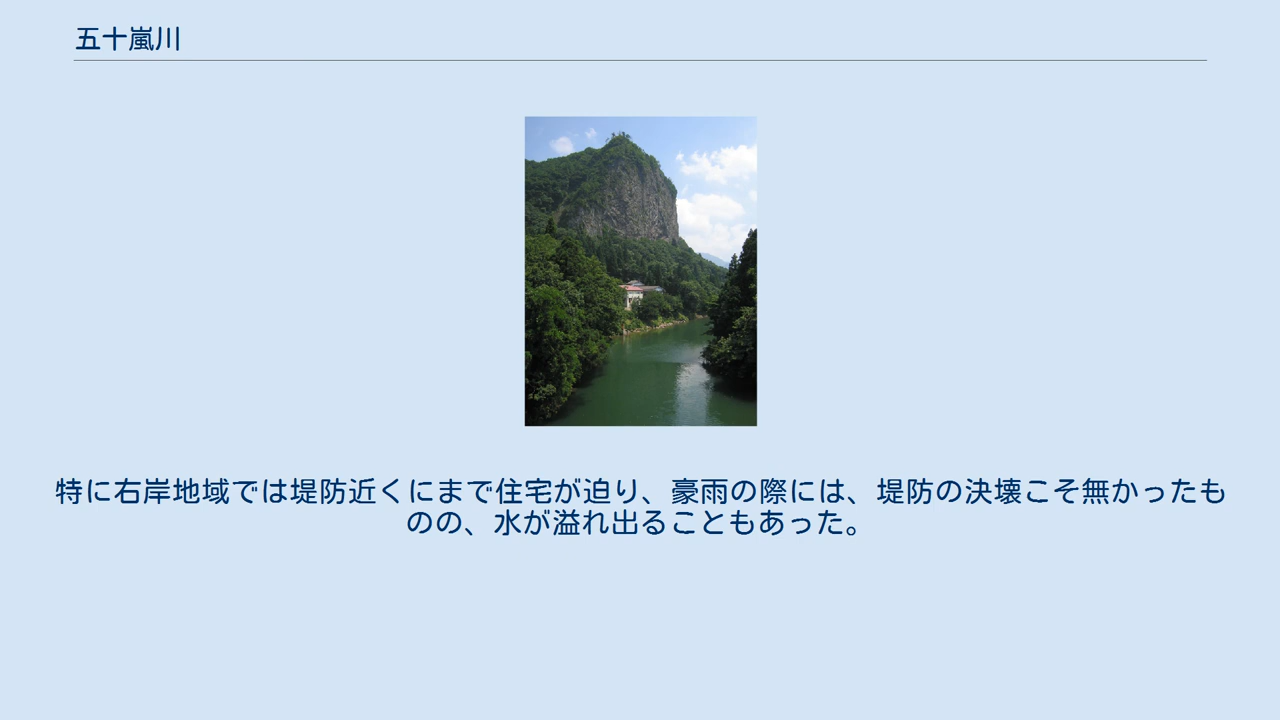 五十嵐川
特に右岸地域では堤防近くにまで住宅が迫り、豪雨の際には、堤防の決壊こそ無かったも
のの、水が溢れ出ることもあった。